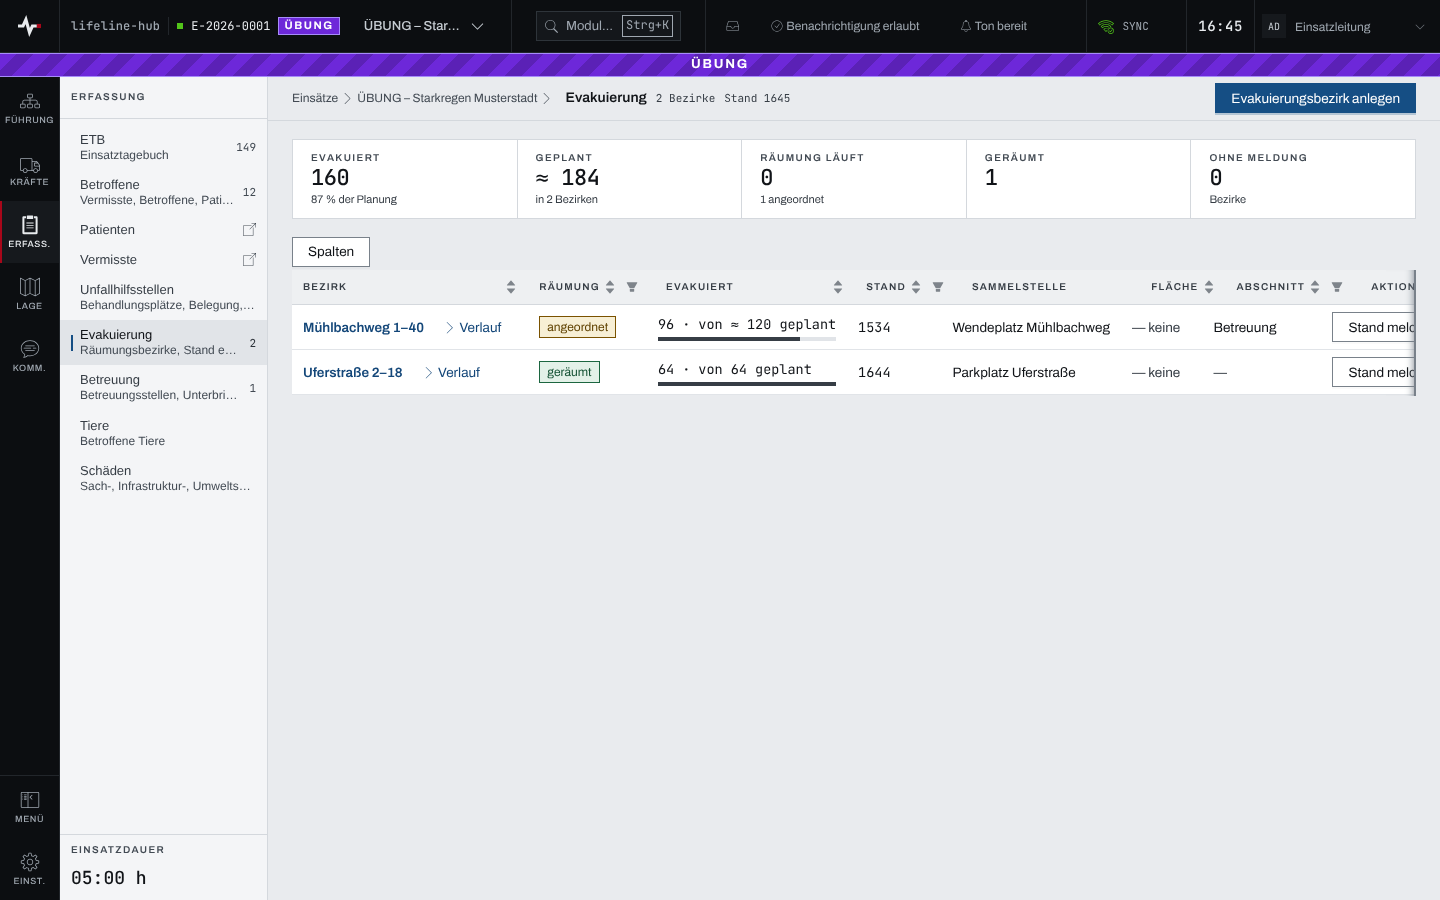 lifeline-hub
E-2026-0001 ÜBUNG
ÜBUNG – Star…
Modul… Strg+K
Benachrichtigung erlaubt
Ton bereit
SYNC
16:45
AD Einsatzleitung
ÜBUNG
FÜHRUNG
KRÄFTE
ERFASS.
LAGE
KOMM.
MENÜ
EINST.
ERFASSUNG
ETB
Einsatztagebuch
149
Betroffene
Vermisste, Betroffene, Pati…
12
Patienten
Vermisste
Unfallhilfsstellen
Behandlungsplätze, Belegung,…
Evakuierung
Räumungsbezirke, Stand e…
2
Betreuung
Betreuungsstellen, Unterbri…
1
Tiere
Betroffene Tiere
Schäden
Sach-, Infrastruktur-, Umwelts…
EINSATZDAUER
05:00 h
Einsätze ÜBUNG – Starkregen Musterstadt Evakuierung 2 Bezirke Stand 1645
Evakuierungsbezirk anlegen
EVAKUIERT
160
87 % der Planung
GEPLANT
≈ 184
in 2 Bezirken
RÄUMUNG LÄUFT
0
1 angeordnet
GERÄUMT
1
OHNE MELDUNG
0
Bezirke
Spalten
BEZIRK RÄUMUNG EVAKUIERT STAND SAMMELSTELLE FLÄCHE ABSCHNITT AKTION
Mühlbachweg 1–40 Verlauf angeordnet 96 · von ≈ 120 geplant 1534 Wendeplatz Mühlbachweg — keine Betreuung Stand meld
Uferstraße 2–18 Verlauf geräumt 64 · von 64 geplant 1644 Parkplatz Uferstraße — keine — Stand meld